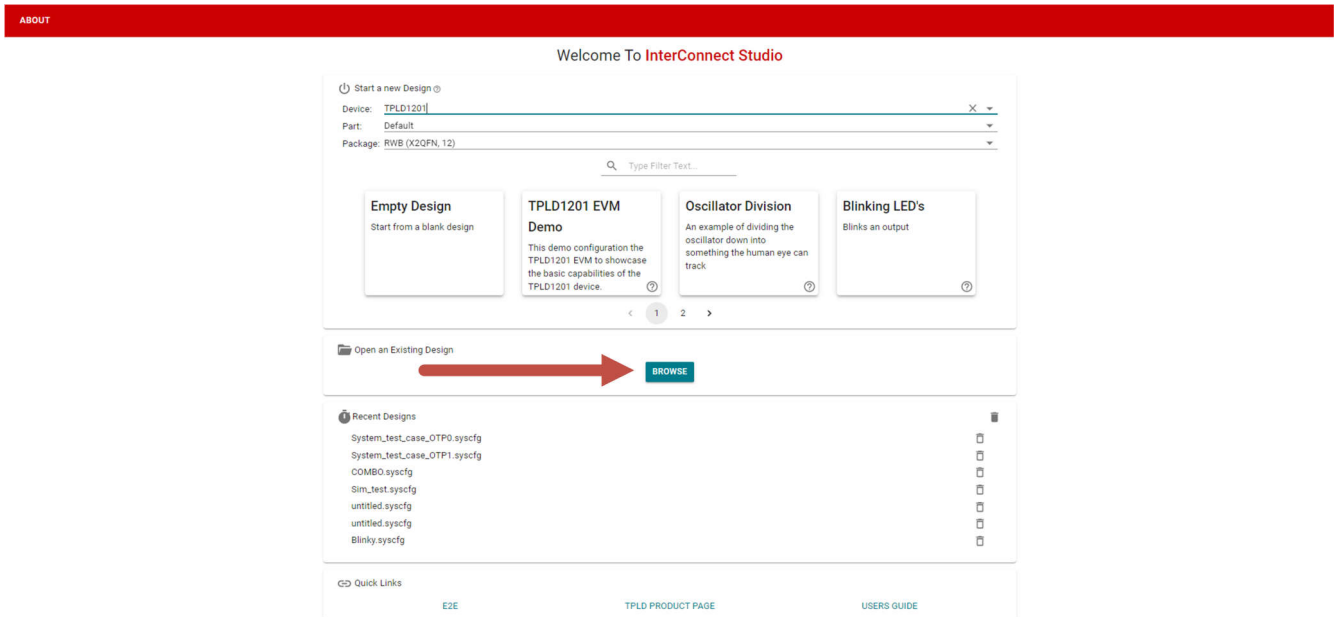 ABOUT
Welcome To InterConnect Studio
Start a new Design
Device: TPLD1201
Part: Default
Package: RWB (X2QFN, 12)
Type Filter Text...
Empty Design
Start from a blank design
TPLD1201 EVM
Demo
This demo configuration the
TPLD1201 EVM to showcase
the basic capabilities of the
TPLD1201 device.
Oscillator Division
An example of dividing the
oscillator down into
something the human eye can
track
Blinking LED's
Blinks an output
1 2
Open an Existing Design
BROWSE
Recent Designs
System_test_case_OTP0.syscfg
System_test_case_OTP1.syscfg
COMBO.syscfg
Sim_test.syscfg
untitled.syscfg
untitled.syscfg
Blinky.syscfg
Quick Links
E2E TPLD PRODUCT PAGE USERS GUIDE